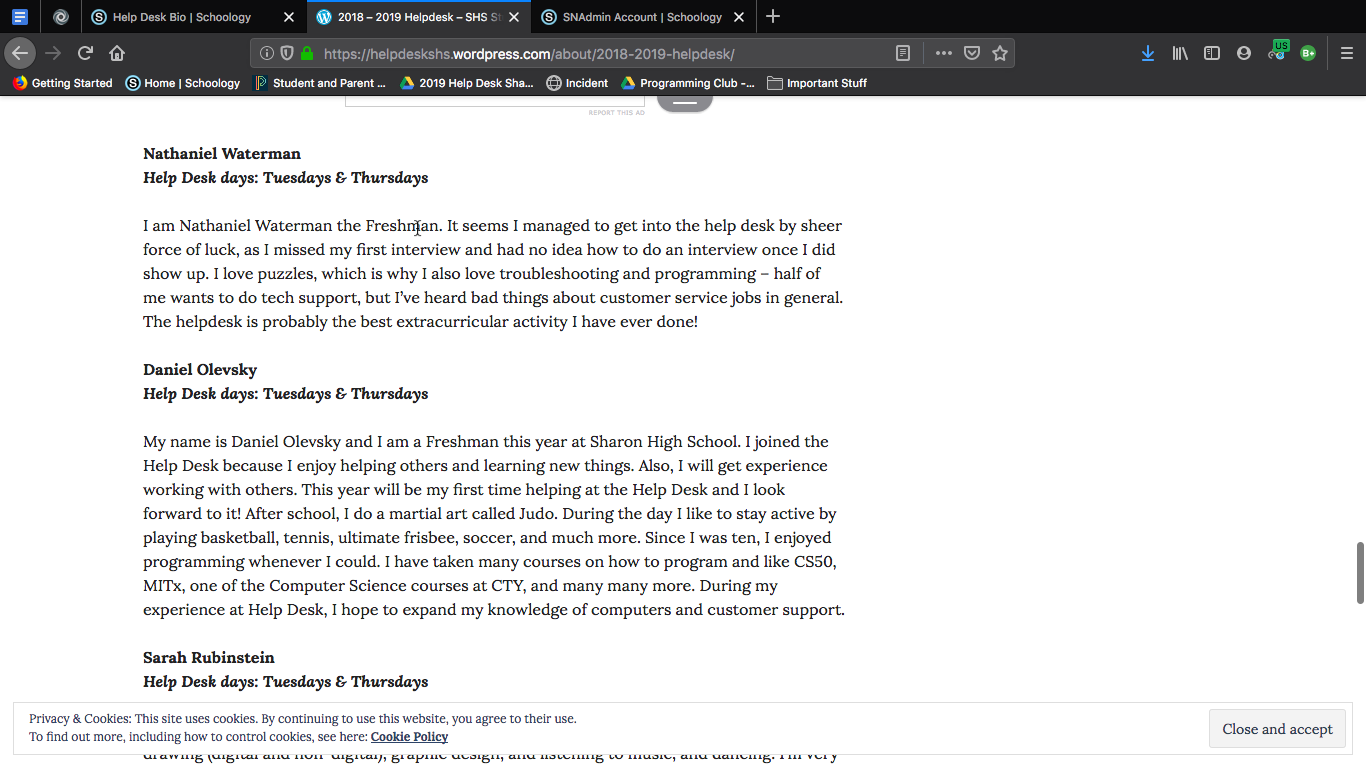 Help Desk Bio | Schoology
2018 – 2019 Helpdesk – SHS St
SNAdmin Account | Schoology
https://helpdeskshs.wordpress.com/about/2018-2019-helpdesk/
US
B+
Getting Started
Home | Schoology
Student and Parent ...
2019 Help Desk Sha...
Incident
Programming Club -...
Important Stuff
REPORT THIS AD
Nathaniel Waterman
Help Desk days: Tuesdays & Thursdays
I am Nathaniel Waterman the Freshman. It seems I managed to get into the help desk by sheer
force of luck, as I missed my first interview and had no idea how to do an interview once I did
show up. I love puzzles, which is why I also love troubleshooting and programming – half of
me wants to do tech support, but I’ve heard bad things about customer service jobs in general.
The helpdesk is probably the best extracurricular activity I have ever done!
Daniel Olevsky
Help Desk days: Tuesdays & Thursdays
My name is Daniel Olevsky and I am a Freshman this year at Sharon High School. I joined the
Help Desk because I enjoy helping others and learning new things. Also, I will get experience
working with others. This year will be my first time helping at the Help Desk and I look
forward to it! After school, I do a martial art called Judo. During the day I like to stay active by
playing basketball, tennis, ultimate frisbee, soccer, and much more. Since I was ten, I enjoyed
programming whenever I could. I have taken many courses on how to program and like CS50,
MITx, one of the Computer Science courses at CTY, and many many more. During my
experience at Help Desk, I hope to expand my knowledge of computers and customer support.
Sarah Rubinstein
Help Desk days: Tuesdays & Thursdays
Privacy & Cookies: This site uses cookies. By continuing to use this website, you agree to their use.
To find out more, including how to control cookies, see here: Cookie Policy
Close and accept
drawing (digital and non-digital), graphic design, and listening to music, and dancing. I’m very